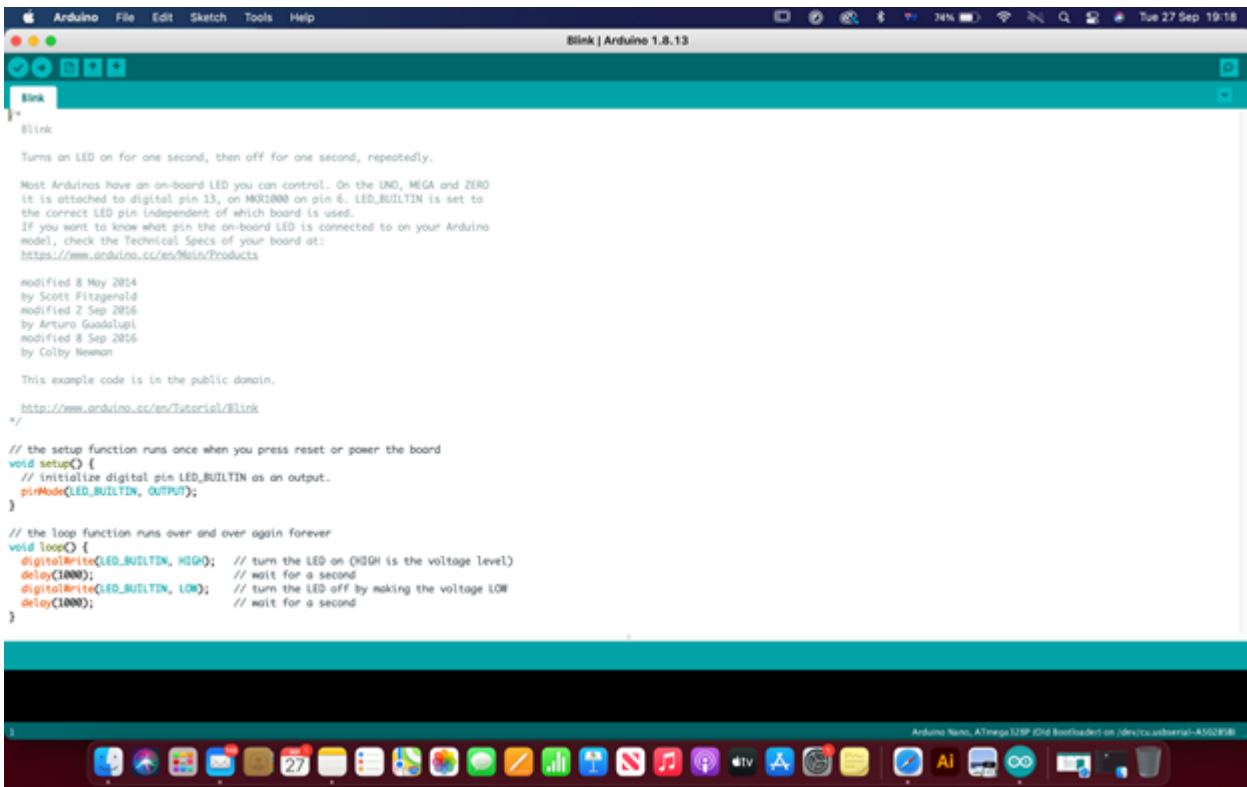 Arduino File Edit Sketch Tools Help 74% Tue 27 Sep 19:18
Blink | Arduino 1.8.13
Blink
/*
Blink
Turns an LED on for one second, then off for one second, repeatedly.
Most Arduinos have an on-board LED you can control. On the UNO, MEGA and ZERO
it is attached to digital pin 13, on MKR1000 on pin 6. LED_BUILTIN is set to
the correct LED pin independent of which board is used.
If you want to know what pin the on-board LED is connected to on your Arduino
model, check the Technical Specs of your board at:
https://www.arduino.cc/en/Main/Products
modified 8 May 2014
by Scott Fitzgerald
modified 2 Sep 2016
by Arturo Guadalupi
modified 8 Sep 2016
by Colby Newman
This example code is in the public domain.
http://www.arduino.cc/en/Tutorial/Blink
*/
// the setup function runs once when you press reset or power the board
void setup() {
// initialize digital pin LED_BUILTIN as an output.
pinMode(LED_BUILTIN, OUTPUT);
}
// the loop function runs over and over again forever
void loop() {
digitalWrite(LED_BUILTIN, HIGH); // turn the LED on (HIGH is the voltage level)
delay(1000); // wait for a second
digitalWrite(LED_BUILTIN, LOW); // turn the LED off by making the voltage LOW
delay(1000); // wait for a second
}
1 Arduino Nano, ATmega328P (Old Bootloader) on
27 tv Ai